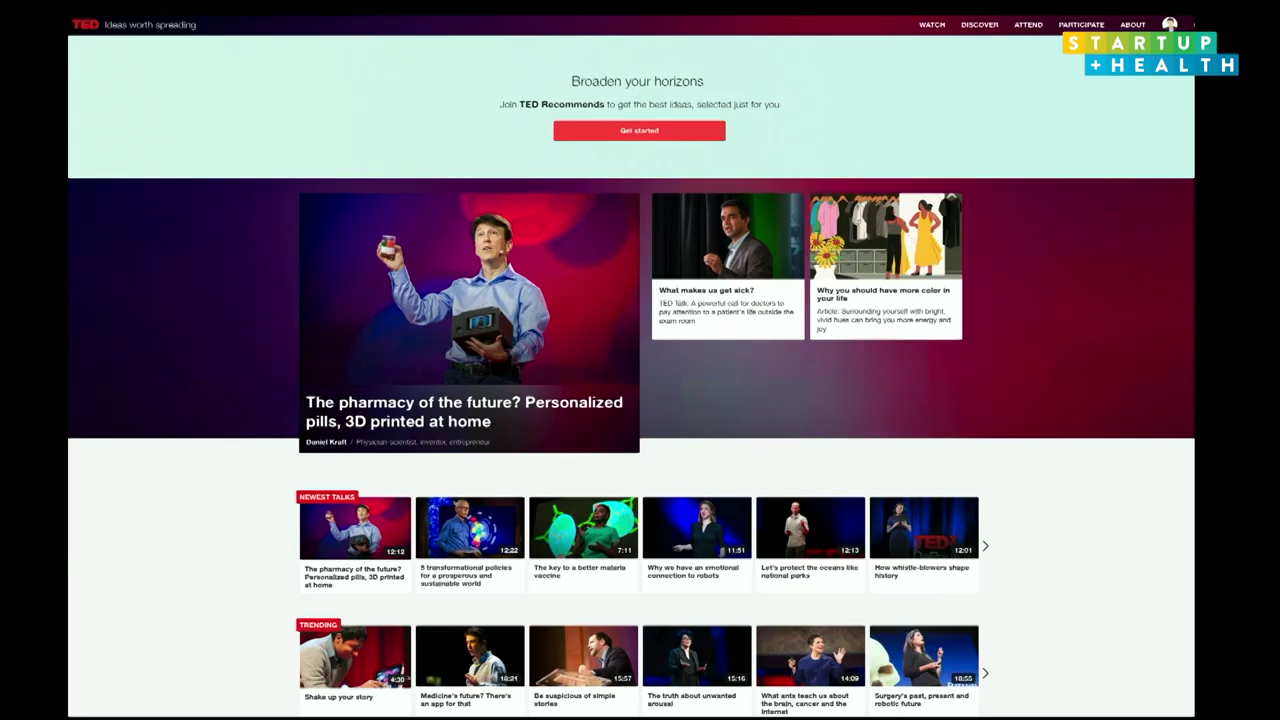 TED Ideas worth spreading
WATCH DISCOVER ATTEND PARTICIPATE ABOUT
STARTUP
+HEALTH
Broaden your horizons
Join TED Recommends to get the best ideas, selected just for you
Get started
The pharmacy of the future? Personalized
pills, 3D printed at home
Daniel Kraft / Physician-scientist, inventor, entrepreneur
What makes us get sick?
TED Talk: A powerful call for doctors to
pay attention to a patient's life outside the
exam room
Why you should have more color in
your life
Article: Surrounding yourself with bright,
vivid hues can bring you more energy and
joy
NEWEST TALKS
12:12
The pharmacy of the future?
Personalized pills, 3D printed
at home
12:22
5 transformational policies
for a prosperous and
sustainable world
7:11
The key to a better malaria
vaccine
11:51
Why we have an emotional
connection to robots
12:13
Let's protect the oceans like
national parks
TEDx
12:01
How whistle-blowers shape
history
TRENDING
4:30
Shake up your story
18:21
Medicine's future? There's
an app for that
15:57
Be suspicious of simple
stories
15:16
The truth about unwanted
arousal
14:09
What ants teach us about
the brain, cancer and the
Internet
18:55
Surgery's past, present and
robotic future